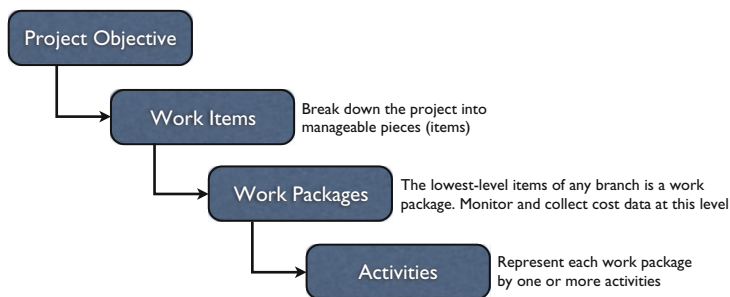 Project Objective
Work Items
Break down the project into
manageable pieces (items)
Work Packages
The lowest-level items of any branch is a work
package. Monitor and collect cost data at this level
Activities
Represent each work package
by one or more activities